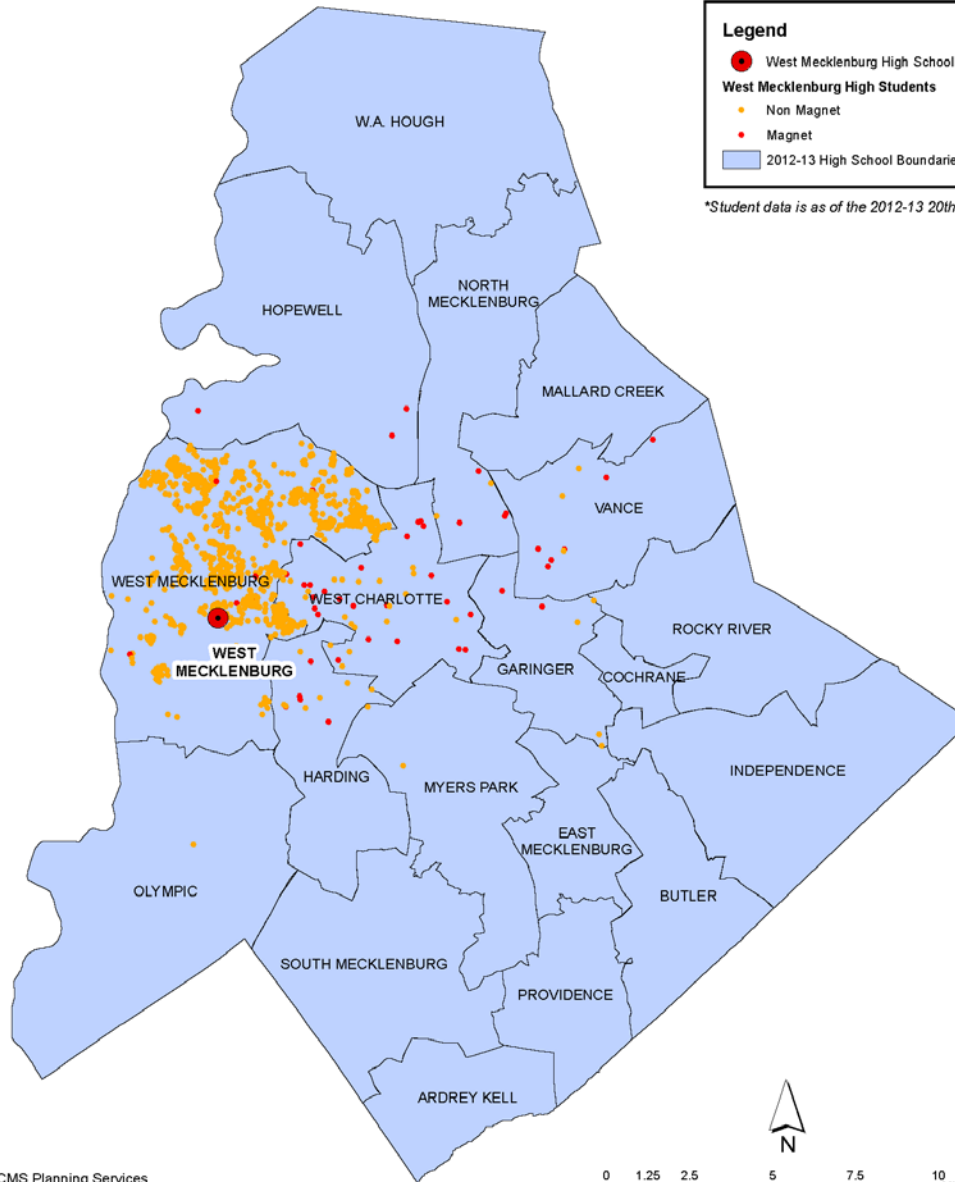 Legend
West Mecklenburg High School
West Mecklenburg High Students
Non Magnet
Magnet
2012-13 High School Boundarie
*Student data is as of the 2012-13 20th
W.A. HOUGH
NORTH
MECKLENBURG
HOPEWELL
MALLARD CREEK
VANCE
WEST MECKLENBURG
WEST CHARLOTTE
ROCKY RIVER
WEST
MECKLENBURG
GARINGER
COCHRANE
INDEPENDENCE
HARDING
MYERS PARK
EAST
MECKLENBURG
OLYMPIC
BUTLER
SOUTH MECKLENBURG
PROVIDENCE
ARDREY KELL
N
CMS Planning Services
0 1.25 2.5 5 7.5 10